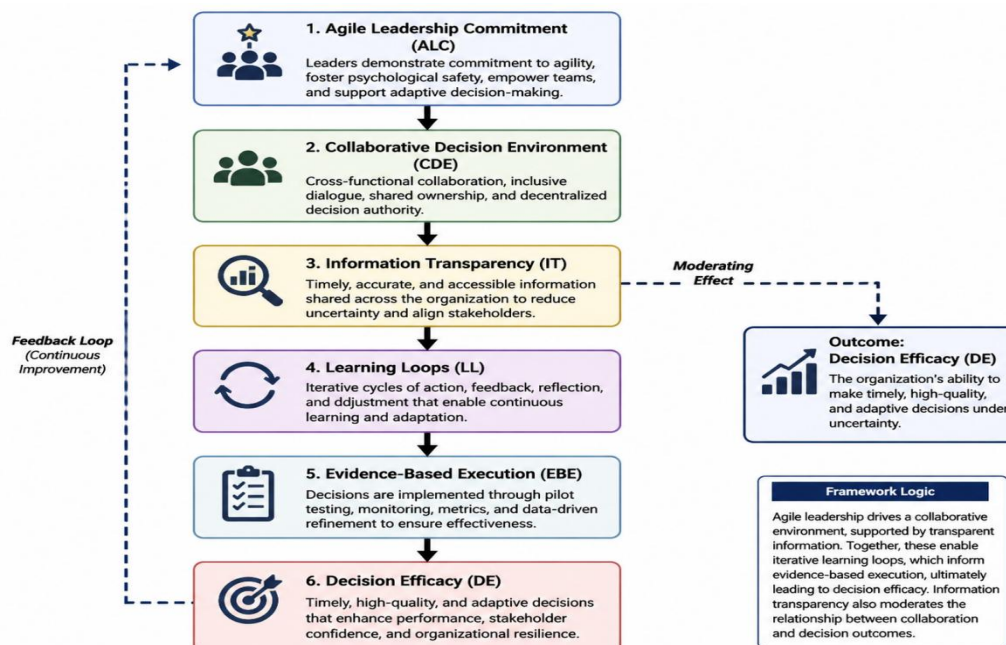 1. Agile Leadership Commitment
(ALC)
Leaders demonstrate commitment to agility,
foster psychological safety, empower teams,
and support adaptive decision-making.
2. Collaborative Decision Environment
(CDE)
Cross-functional collaboration, inclusive
dialogue, shared ownership, and decentralized
decision authority.
3. Information Transparency (IT)
Timely, accurate, and accessible information
shared across the organization to reduce
uncertainty and align stakeholders.
Moderating
Effect
Feedback Loop
(Continuous
Improvement)
4. Learning Loops (LL)
Iterative cycles of action, feedback, reflection,
and ddjustment that enable continuous
learning and adaptation.
Outcome:
Decision Efficacy (DE)
The organization's ability to
make timely, high-quality,
and adaptive decisions under
uncertainty.
5. Evidence-Based Execution (EBE)
Decisions are implemented through pilot
testing, monitoring, metrics, and data-driven
refinement to ensure effectiveness.
6. Decision Efficacy (DE)
Timely, high-quality, and adaptive decisions
that enhance performance, stakeholder
confidence, and organizational resilience.
Framework Logic
Agile leadership drives a collaborative
environment, supported by transparent
information. Together, these enable
iterative learning loops, which inform
evidence-based execution, ultimately
leading to decision efficacy. Information
transparency also moderates the
relationship between collaboration
and decision outcomes.